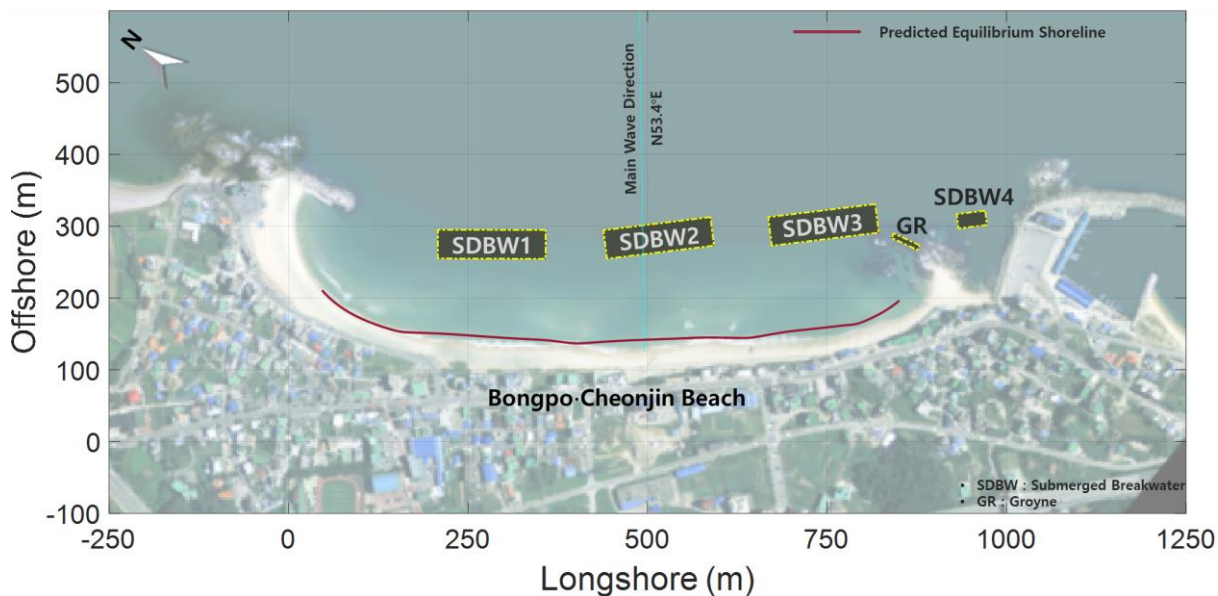 N
Predicted Equilibrium Shoreline
Main Wave Direction
N53.4°E
SDBW1
SDBW2
SDBW3
GR
SDBW4
Bongpo·Cheonjin Beach
• SDBW : Submerged Breakwater
• GR : Groyne
Offshore (m)
500
400
300
200
100
0
-100
-250
0
250
500
750
1000
1250
Longshore (m)